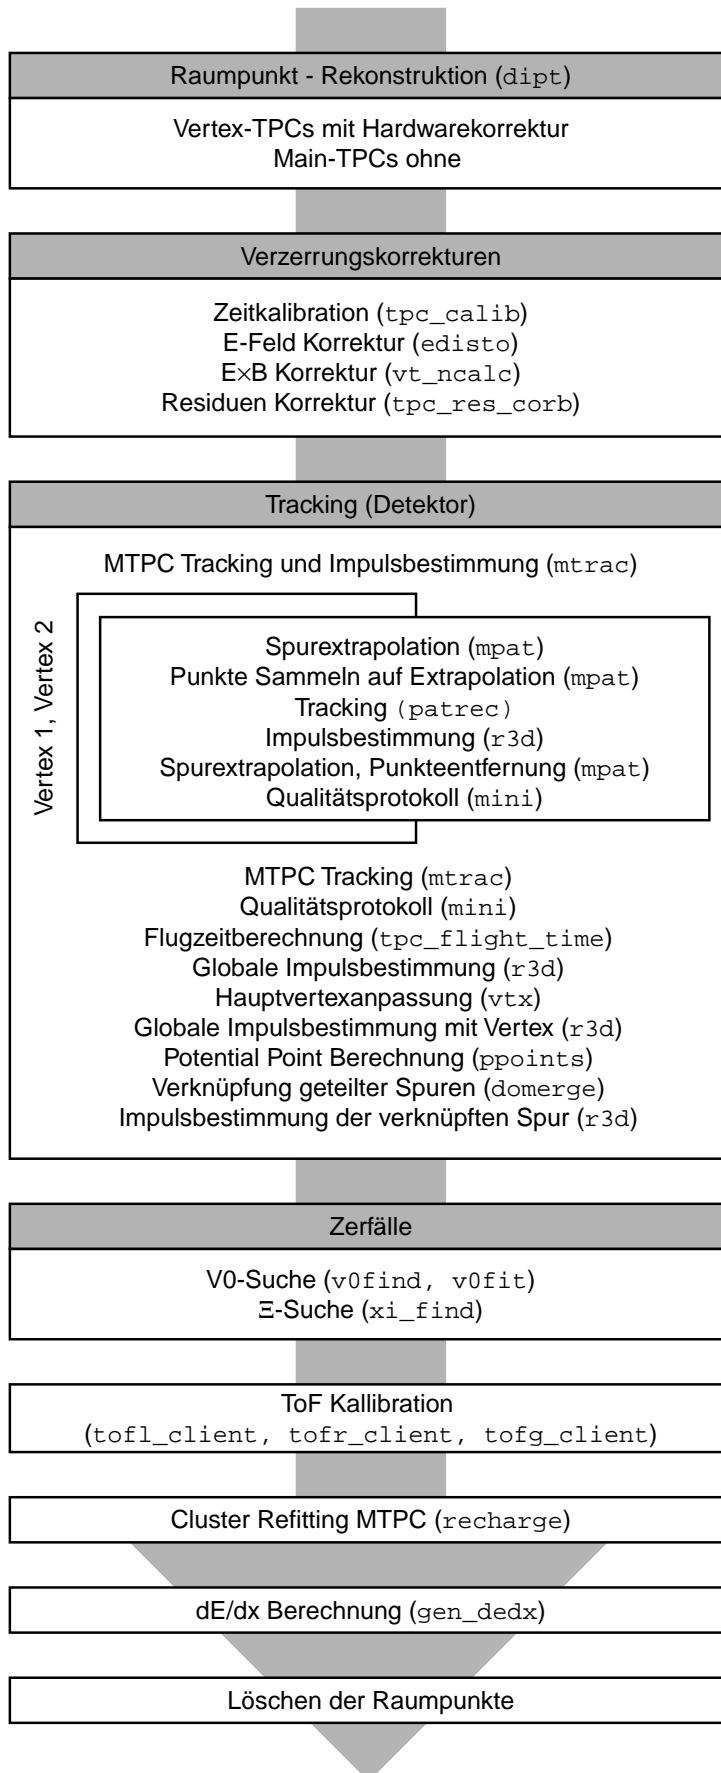 Raumpunkt - Rekonstruktion (dipt)
Vertex-TPCs mit Hardwarekorrektur
Main-TPCs ohne
Verzerrungskorrekturen
Zeitkalibration (tpc_calib)
E-Feld Korrektur (edisto)
E×B Korrektur (vt_ncalc)
Residuen Korrektur (tpc_res_corb)
Tracking (Detektor)
MTPC Tracking und Impulsbestimmung (mtrac)
Vertex 1, Vertex 2
Spurextrapolation (mpat)
Punkte Sammeln auf Extrapolation (mpat)
Tracking (patrec)
Impulsbestimmung (r3d)
Spurextrapolation, Punkteentfernung (mpat)
Qualitätsprotokoll (mini)
MTPC Tracking (mtrac)
Qualitätsprotokoll (mini)
Flugzeitberechnung (tpc_flight_time)
Globale Impulsbestimmung (r3d)
Hauptvertexanpassung (vtx)
Globale Impulsbestimmung mit Vertex (r3d)
Potential Point Berechnung (ppoints)
Verknüpfung geteilter Spuren (domerge)
Impulsbestimmung der verknüpften Spur (r3d)
Zerfälle
V0-Suche (v0find, v0fit)
Ξ-Suche (xi_find)
ToF Kallibration
(tofl_client, tofr_client, tofg_client)
Cluster Refitting MTPC (recharge)
dE/dx Berechnung (gen_dedx)
Löschen der Raumpunkte